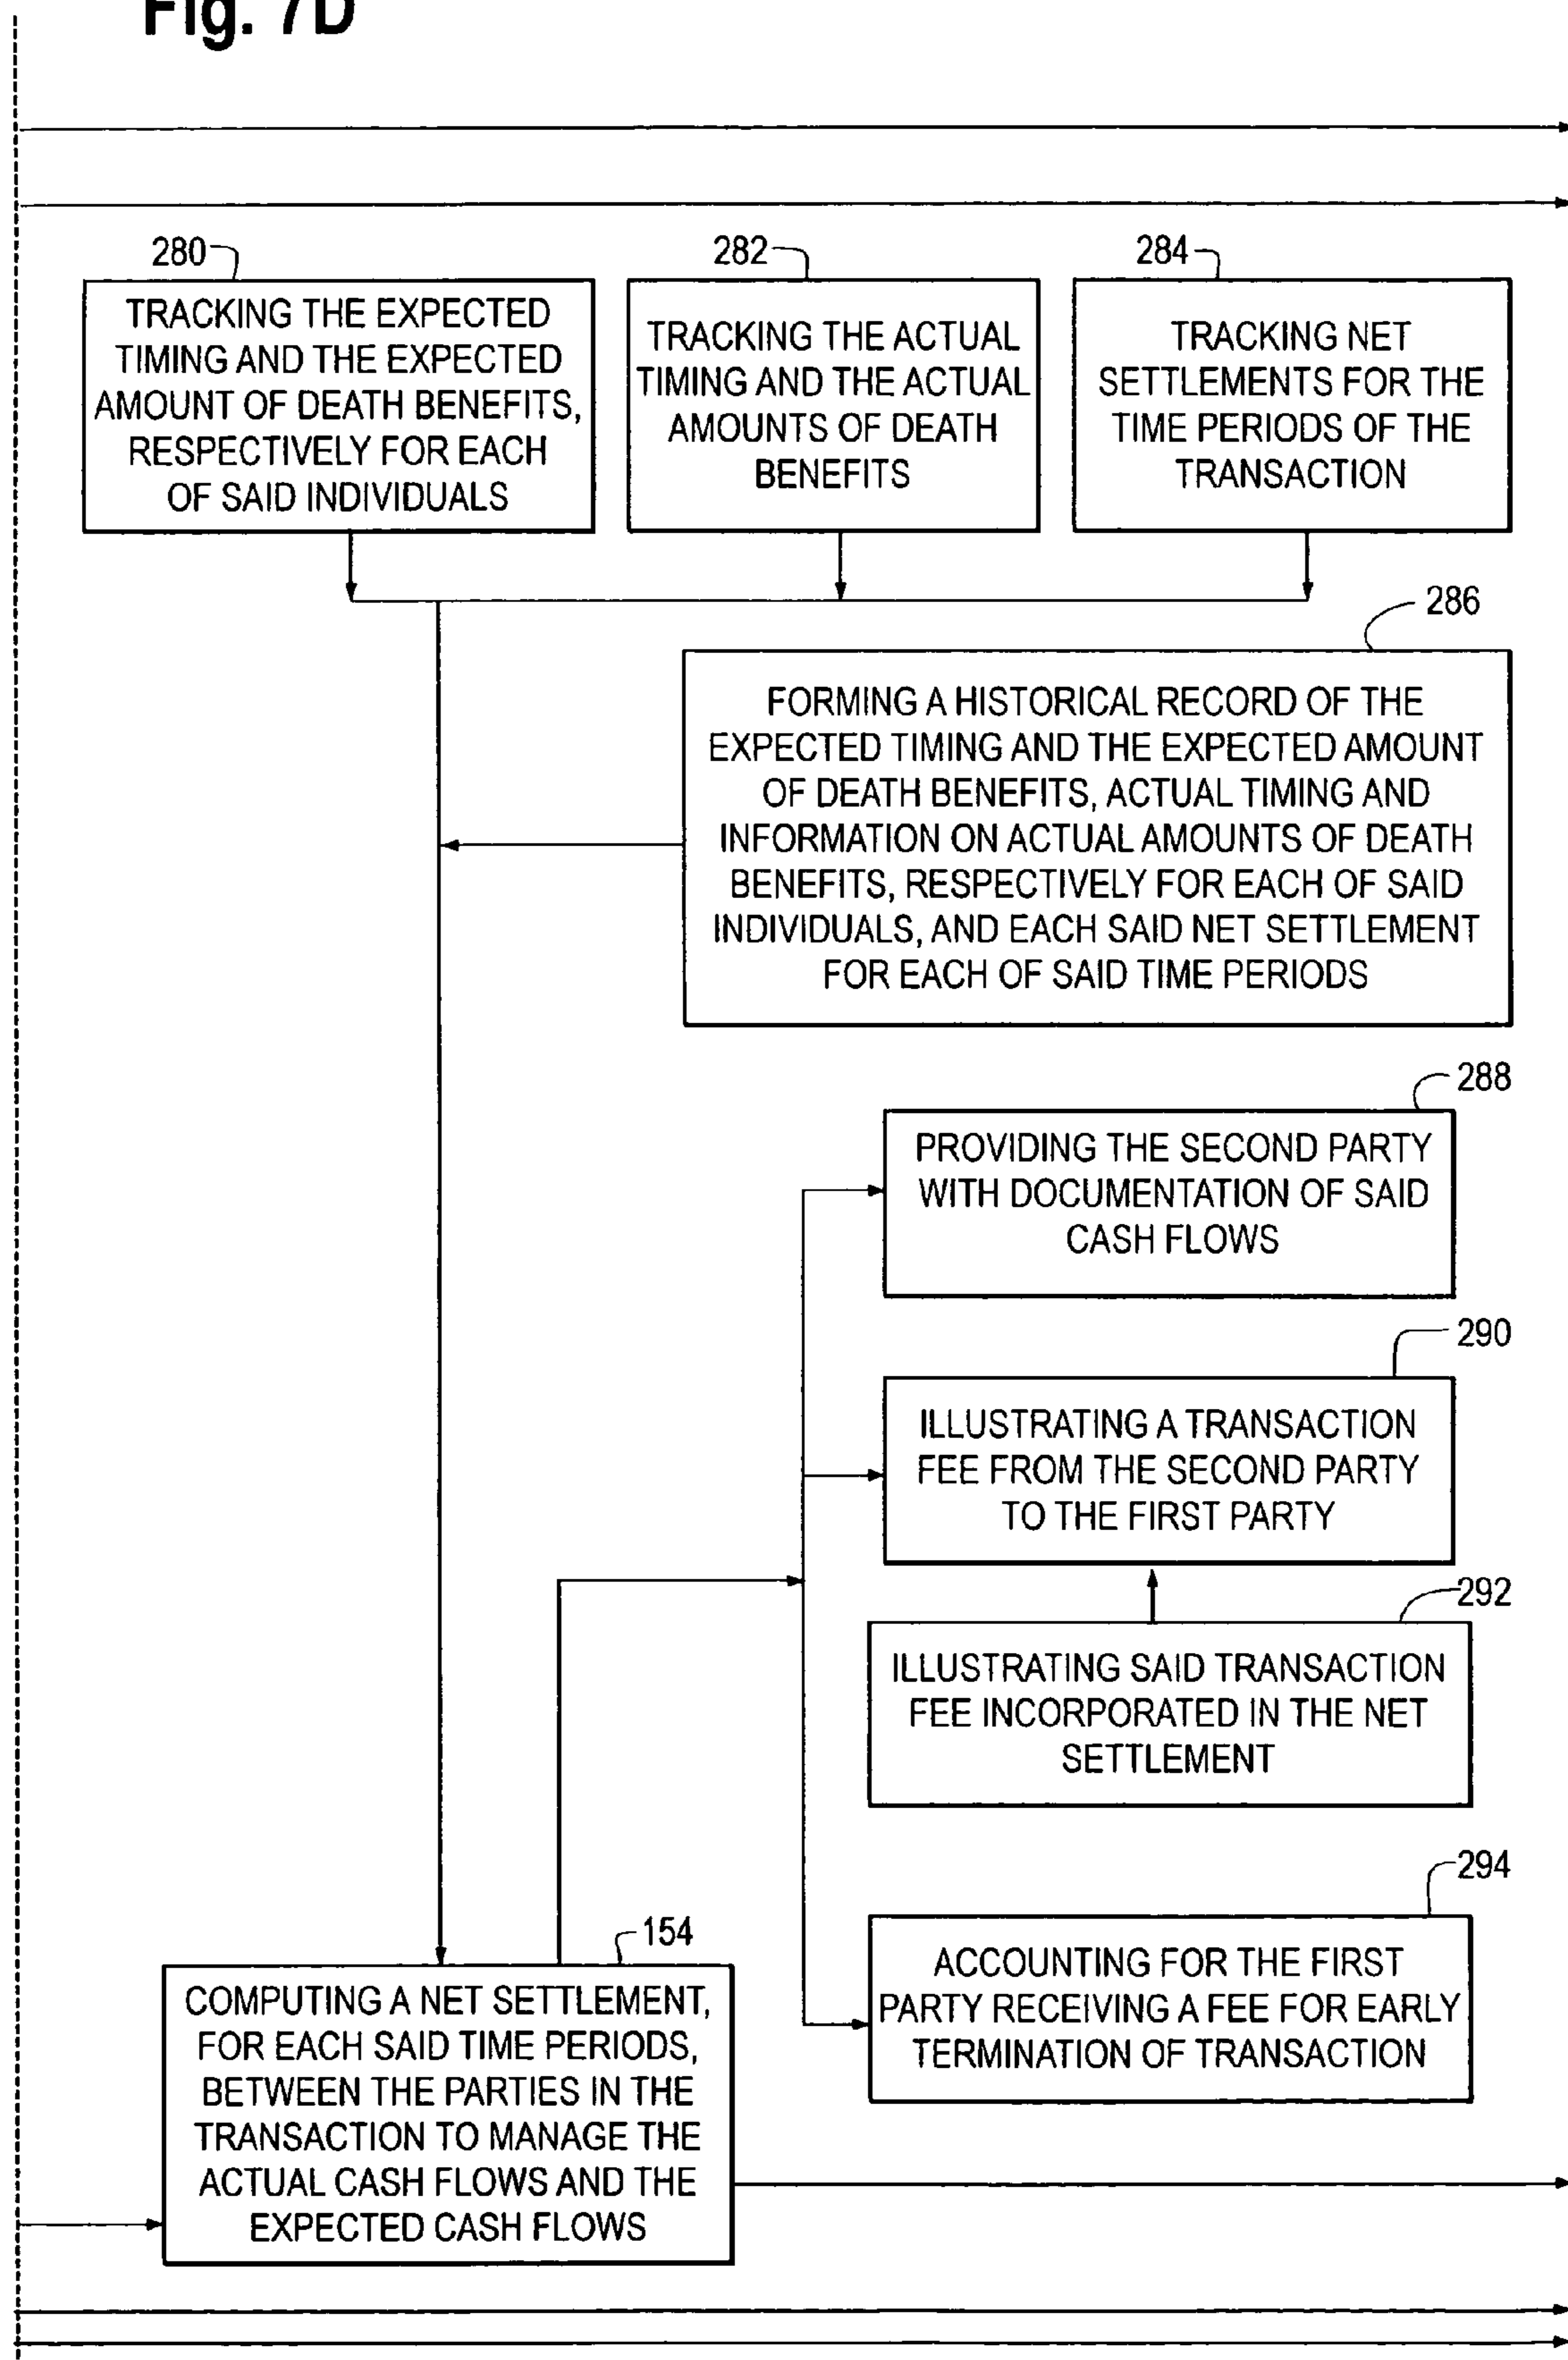 Fig. 7D
280
282
284
TRACKING THE EXPECTED
TIMING AND THE EXPECTED
AMOUNT OF DEATH BENEFITS,
RESPECTIVELY FOR EACH
OF SAID INDIVIDUALS
TRACKING THE ACTUAL
TIMING AND THE ACTUAL
AMOUNTS OF DEATH
BENEFITS
TRACKING NET
SETTLEMENTS FOR THE
TIME PERIODS OF THE
TRANSACTION
286
FORMING A HISTORICAL RECORD OF THE
EXPECTED TIMING AND THE EXPECTED AMOUNT
OF DEATH BENEFITS, ACTUAL TIMING AND
INFORMATION ON ACTUAL AMOUNTS OF DEATH
BENEFITS, RESPECTIVELY FOR EACH OF SAID
INDIVIDUALS, AND EACH SAID NET SETTLEMENT
FOR EACH OF SAID TIME PERIODS
288
PROVIDING THE SECOND PARTY
WITH DOCUMENTATION OF SAID
CASH FLOWS
290
ILLUSTRATING A TRANSACTION
FEE FROM THE SECOND PARTY
TO THE FIRST PARTY
292
ILLUSTRATING SAID TRANSACTION
FEE INCORPORATED IN THE NET
SETTLEMENT
294
ACCOUNTING FOR THE FIRST
PARTY RECEIVING A FEE FOR EARLY
TERMINATION OF TRANSACTION
154
COMPUTING A NET SETTLEMENT,
FOR EACH SAID TIME PERIODS,
BETWEEN THE PARTIES IN THE
TRANSACTION TO MANAGE THE
ACTUAL CASH FLOWS AND THE
EXPECTED CASH FLOWS